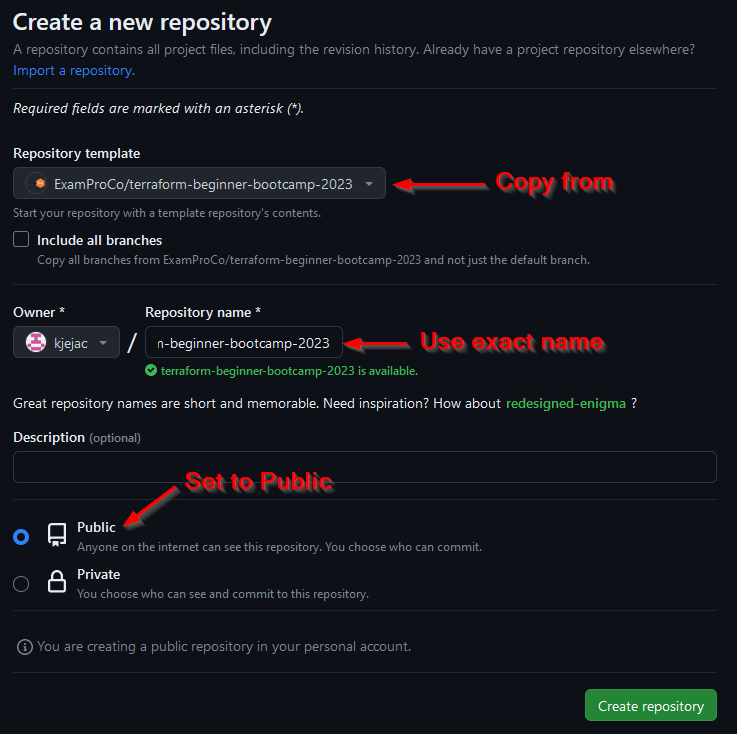 Create a new repository
A repository contains all project files, including the revision history. Already have a project repository elsewhere?
Import a repository.
Required fields are marked with an asterisk (*).
Repository template
ExamProCo/terraform-beginner-bootcamp-2023
Copy from
Start your repository with a template repository's contents.
Include all branches
Copy all branches from ExamProCo/terraform-beginner-bootcamp-2023 and not just the default branch.
Owner * Repository name *
kjejac / n-beginner-bootcamp-2023
Use exact name
terraform-beginner-bootcamp-2023 is available.
Great repository names are short and memorable. Need inspiration? How about redesigned-enigma ?
Description (optional)
Set to Public
Public
Anyone on the internet can see this repository. You choose who can commit.
Private
You choose who can see and commit to this repository.
You are creating a public repository in your personal account.
Create repository